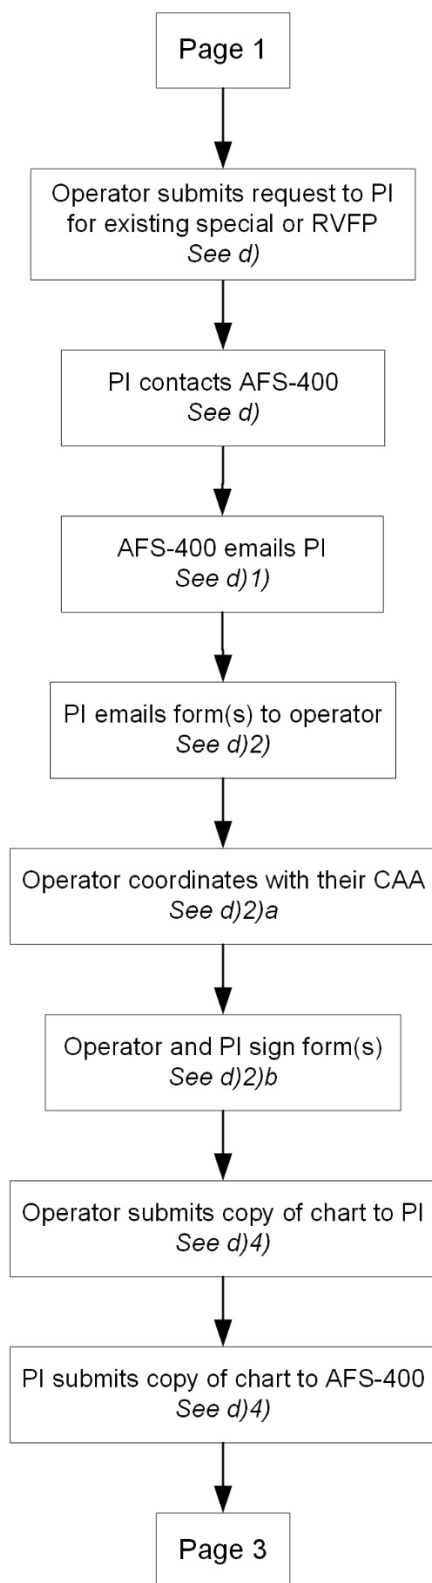 Page 1
Operator submits request to PI
for existing special or RVFP
See d)
PI contacts AFS-400
See d)
AFS-400 emails PI
See d)1)
PI emails form(s) to operator
See d)2)
Operator coordinates with their CAA
See d)2)a
Operator and PI sign form(s)
See d)2)b
Operator submits copy of chart to PI
See d)4)
PI submits copy of chart to AFS-400
See d)4)
Page 3